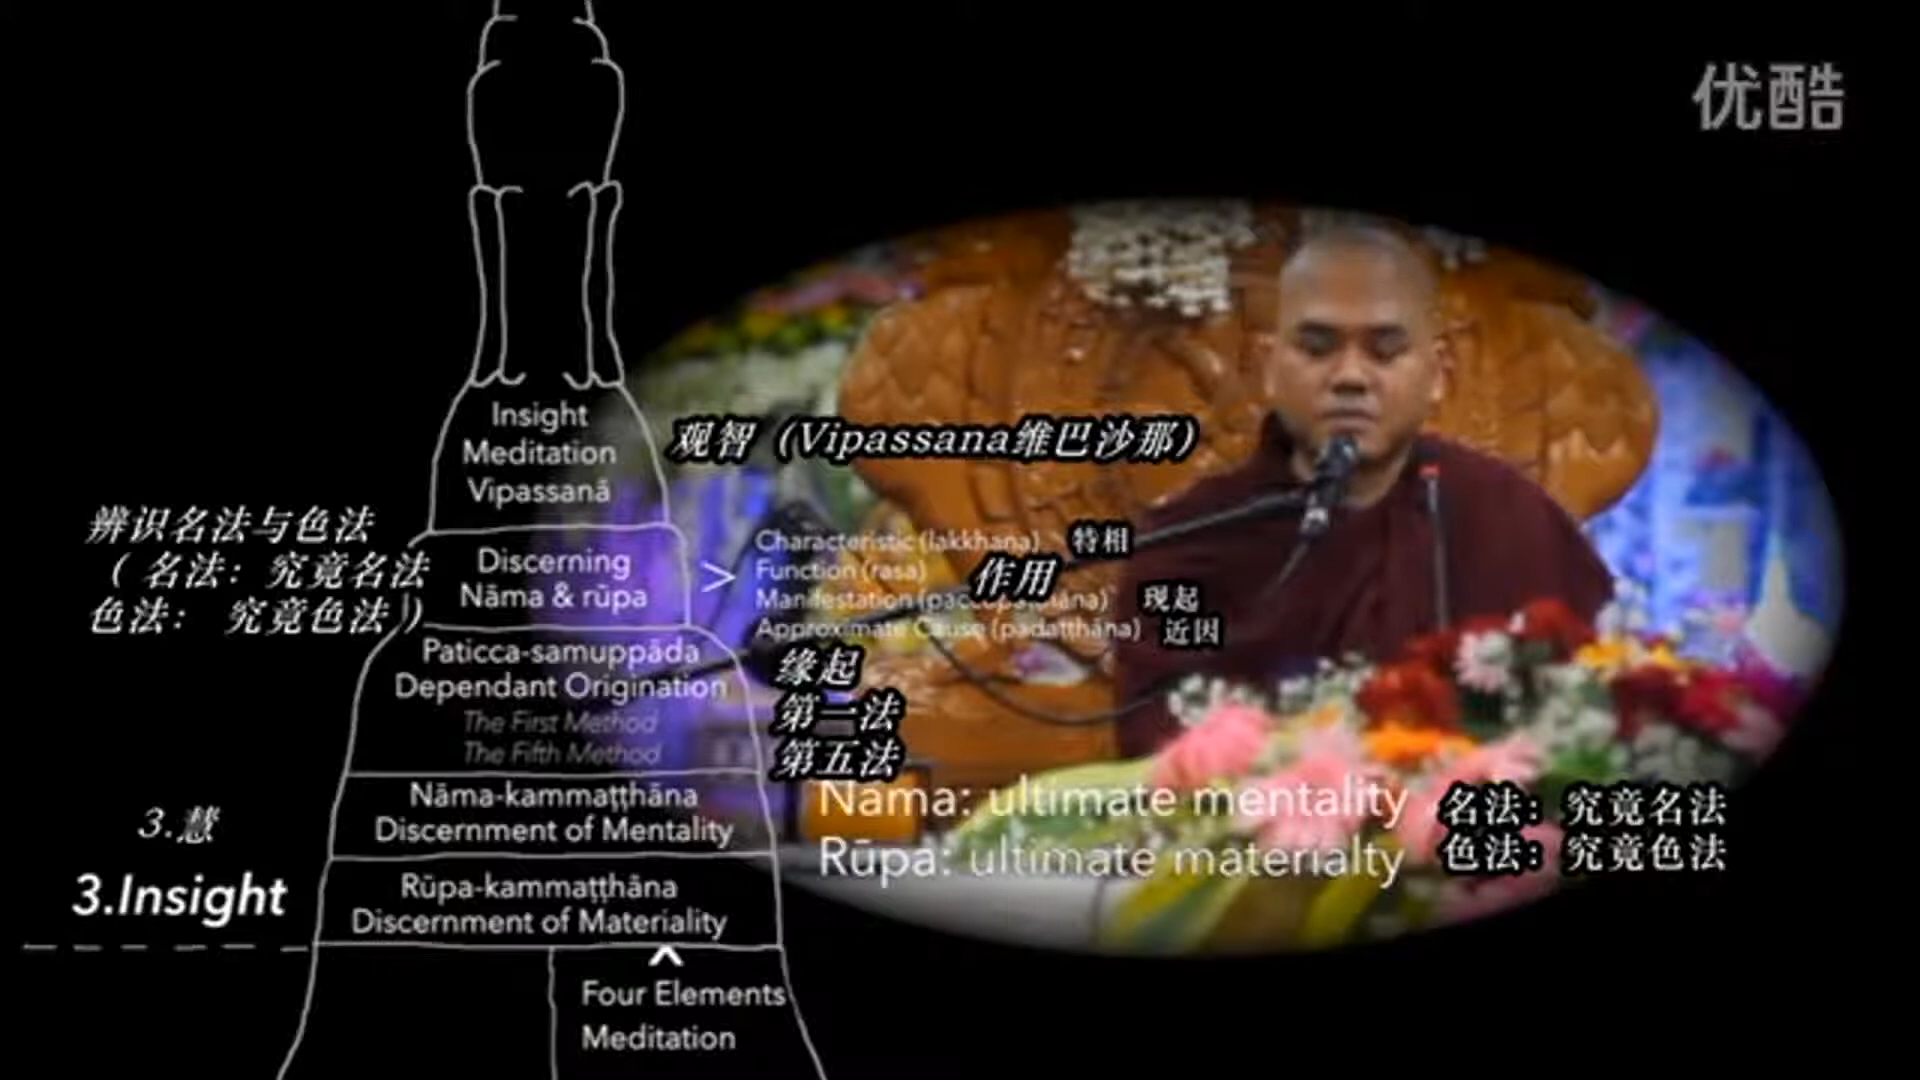 优酷
Insight
Meditation
Vipassanā
观智（Vipassana维巴沙那）
辨识名法与色法
（名法：究竟名法
色法： 究竟色法）
Discerning
Nāma & rūpa
>
Characteristic (lakkhaṇa) 特相
Function (rasa) 作用
Manifestation (paccupaṭṭhāna) 现起
Approximate Cause (padaṭṭhāna) 近因
Paticca-samuppāda
Dependant Origination
The First Method
The Fifth Method
缘起
第一法
第五法
Nāma-kammaṭṭhāna
Discernment of Mentality
Nāma: ultimate mentality 名法：究竟名法
Rūpa: ultimate materialty 色法：究竟色法
3.慧
3.Insight
Rūpa-kammaṭṭhāna
Discernment of Materiality
Four Elements
Meditation